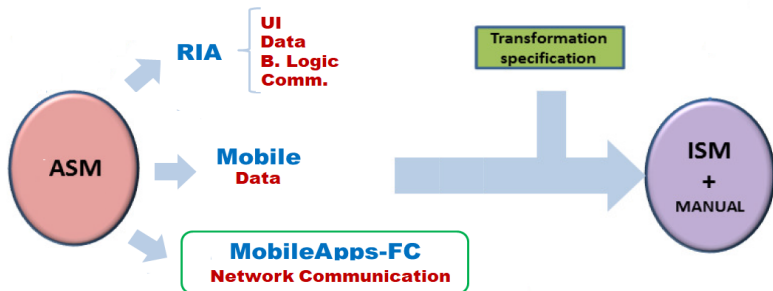 ASM
RIA
UI
Data
B. Logic
Comm.
Mobile
Data
MobileApps-FC
Network Communication
Transformation
specification
ISM
+
MANUAL